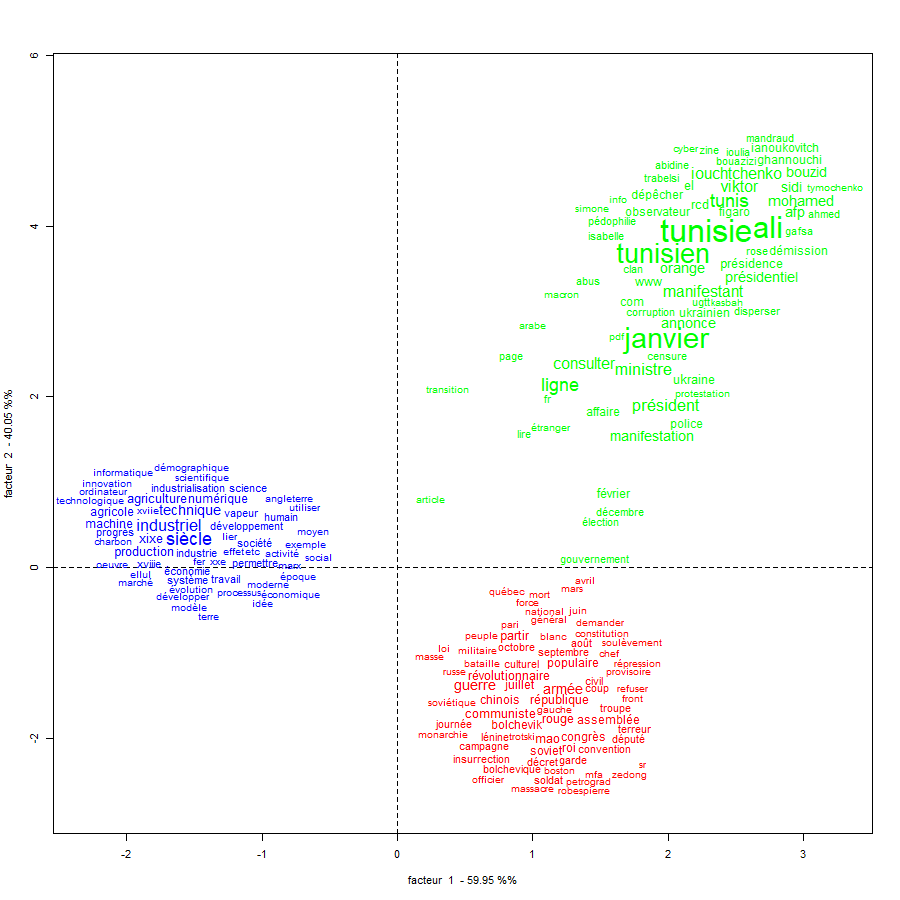 6
mandraud
cyber zine ioulia ianoukovitch
abidine bouazizi ghannouchi
trabelsi iouchtchenko bouzid
el viktor sidi tymochenko
info dépêcher tunis mohamed
simone observateur rcd figaro afp ahmed
pédophilie
4
isabelle tunisie ali gafsa
tunisien rose démission
clan orange présidence
abus www présidentiel
macron manifestant
com ugtt kasbah
corruption ukrainien disperser
arabe annonce
pdf janvier
page censure
consulter ministre
ligne ukraine
2
transition protestation
fr
affaire président
étranger police
lire manifestation
informatique démographique
scientifique
innovation industrialisation science
ordinateur
technologique agriculture numérique angleterre
article
février
agricole xviie technique vapeur utiliser
humain
décembre
machine industriel développement
élection
progrès lier moyen
charbon xixe siècle société exemple
production industrie effet etc activité social
gouvernement
oeuvre xviiie fer xxe permettre marx
0
ellul économie époque
marché système travail moderne
évolution processus économique
développer
modèle idée
terre
avril
québec mort mars
force
national juin
général demander
pari
peuple partir blanc constitution
loi octobre août soulèvement
masse militaire septembre chef
bataille culturel populaire répression
russe révolutionnaire provisoire
guerre juillet armée civil coup refuser
soviétique chinois république front
communiste gauche troupe
journée bolchevik rouge assemblée
monarchie lénine trotski mao congrès terreur
député
-2
campagne soviet roi convention
insurrection décret garde
sr
bolchevique boston
officier soldat mfa zedong
petrograd
massacre robespierre
facteur 2 - 40.05 %%
-2 -1 0 1 2 3
facteur 1 - 59.95 %%